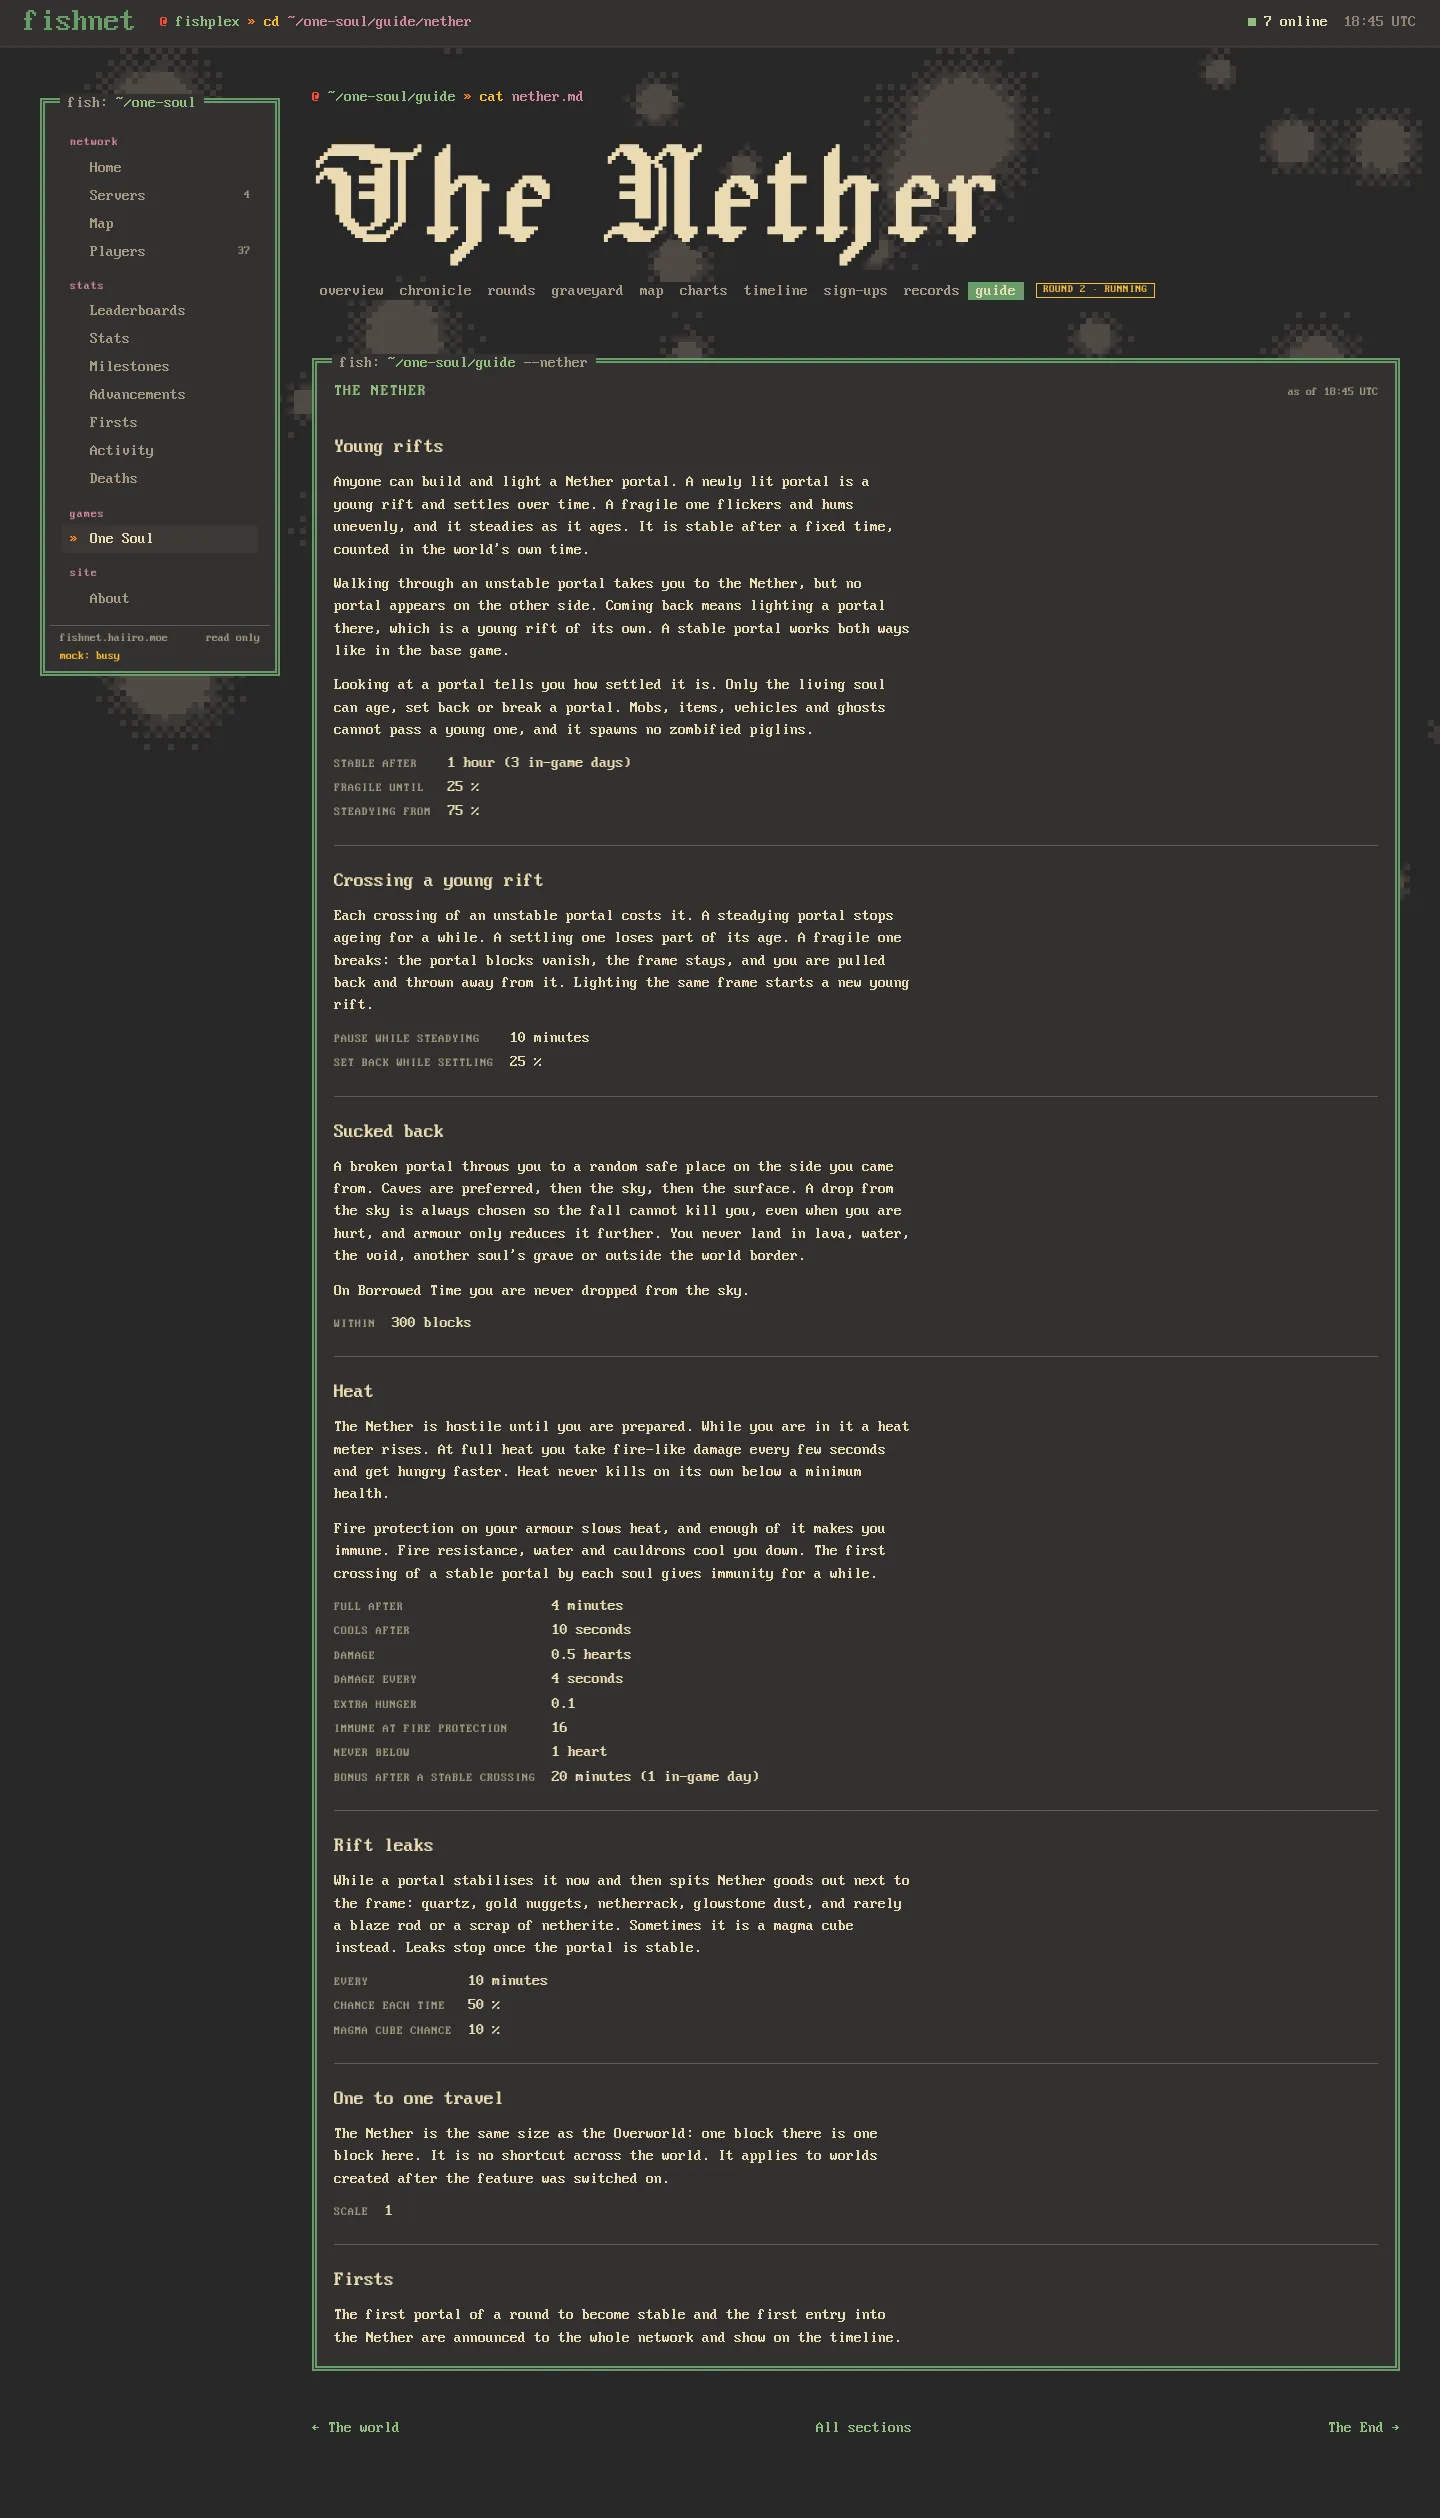 fishnet
@ fishplex » cd ~/one-soul/guide/nether
7 online 18:45 UTC
fish: ~/one-soul
network
Home
Servers 4
Map
Players 37
stats
Leaderboards
Stats
Milestones
Advancements
Firsts
Activity
Deaths
games
» One Soul
site
About
fishnet.haiiro.moe read only
mock: busy
@ ~/one-soul/guide » cat nether.md
The Nether
overview chronicle rounds graveyard map charts timeline sign-ups records guide ROUND 2 · RUNNING
fish: ~/one-soul/guide --nether
THE NETHER as of 18:45 UTC
Young rifts
Anyone can build and light a Nether portal. A newly lit portal is a
young rift and settles over time. A fragile one flickers and hums
unevenly, and it steadies as it ages. It is stable after a fixed time,
counted in the world's own time.
Walking through an unstable portal takes you to the Nether, but no
portal appears on the other side. Coming back means lighting a portal
there, which is a young rift of its own. A stable portal works both ways
like in the base game.
Looking at a portal tells you how settled it is. Only the living soul
can age, set back or break a portal. Mobs, items, vehicles and ghosts
cannot pass a young one, and it spawns no zombified piglins.
STABLE AFTER 1 hour (3 in-game days)
FRAGILE UNTIL 25 %
STEADYING FROM 75 %
Crossing a young rift
Each crossing of an unstable portal costs it. A steadying portal stops
ageing for a while. A settling one loses part of its age. A fragile one
breaks: the portal blocks vanish, the frame stays, and you are pulled
back and thrown away from it. Lighting the same frame starts a new young
rift.
PAUSE WHILE STEADYING 10 minutes
SET BACK WHILE SETTLING 25 %
Sucked back
A broken portal throws you to a random safe place on the side you came
from. Caves are preferred, then the sky, then the surface. A drop from
the sky is always chosen so the fall cannot kill you, even when you are
hurt, and armour only reduces it further. You never land in lava, water,
the void, another soul's grave or outside the world border.
On Borrowed Time you are never dropped from the sky.
WITHIN 300 blocks
Heat
The Nether is hostile until you are prepared. While you are in it a heat
meter rises. At full heat you take fire-like damage every few seconds
and get hungry faster. Heat never kills on its own below a minimum
health.
Fire protection on your armour slows heat, and enough of it makes you
immune. Fire resistance, water and cauldrons cool you down. The first
crossing of a stable portal by each soul gives immunity for a while.
FULL AFTER 4 minutes
COOLS AFTER 10 seconds
DAMAGE 0.5 hearts
DAMAGE EVERY 4 seconds
EXTRA HUNGER 0.1
IMMUNE AT FIRE PROTECTION 16
NEVER BELOW 1 heart
BONUS AFTER A STABLE CROSSING 20 minutes (1 in-game day)
Rift leaks
While a portal stabilises it now and then spits Nether goods out next to
the frame: quartz, gold nuggets, netherrack, glowstone dust, and rarely
a blaze rod or a scrap of netherite. Sometimes it is a magma cube
instead. Leaks stop once the portal is stable.
EVERY 10 minutes
CHANCE EACH TIME 50 %
MAGMA CUBE CHANCE 10 %
One to one travel
The Nether is the same size as the Overworld: one block there is one
block here. It is no shortcut across the world. It applies to worlds
created after the feature was switched on.
SCALE 1
Firsts
The first portal of a round to become stable and the first entry into
the Nether are announced to the whole network and show on the timeline.
← The world All sections The End →